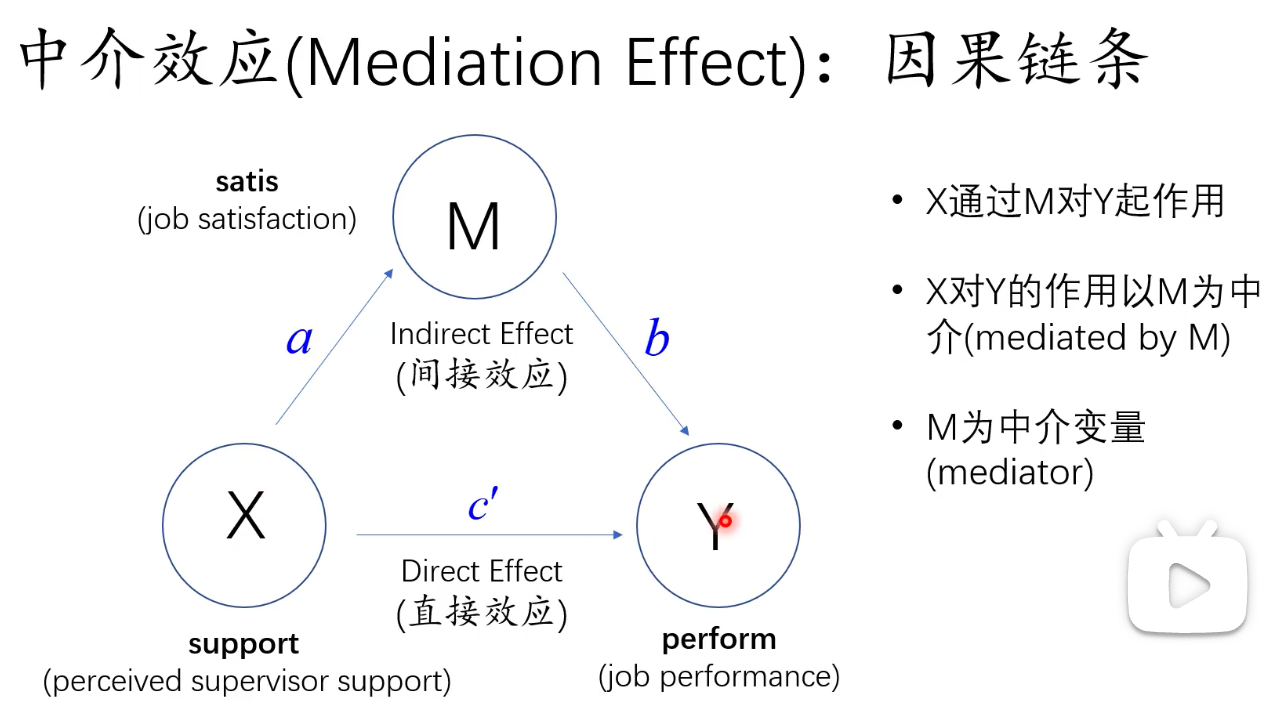 中介效应(Mediation Effect)：因果链条
satis
(job satisfaction)
M
a
Indirect Effect
(间接效应)
b
X
c′
Y
Direct Effect
(直接效应)
support
(perceived supervisor support)
perform
(job performance)
• X通过M对Y起作用
• X对Y的作用以M为中
介(mediated by M)
• M为中介变量
(mediator)